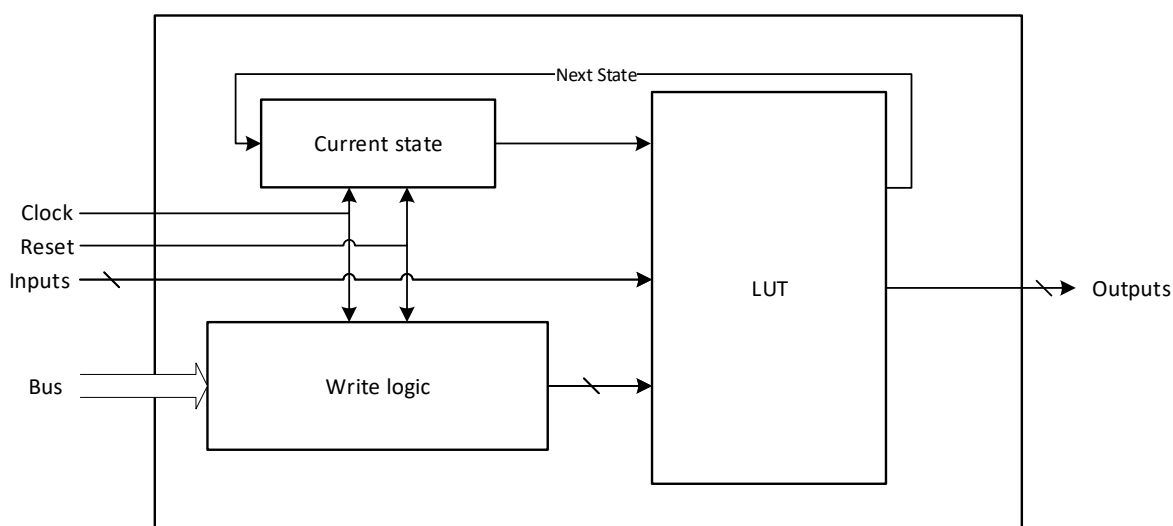 Next State
Current state
Clock
Reset
Inputs
LUT
Outputs
Bus
Write logic